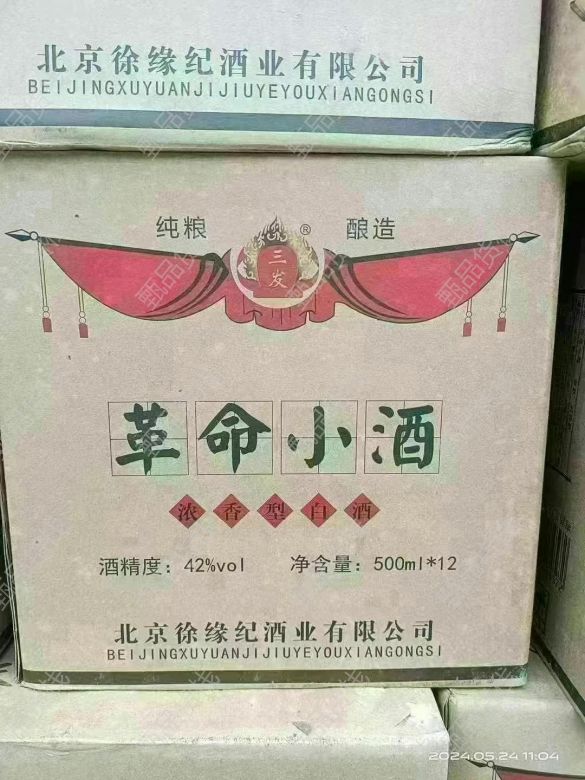 北京徐缘纪酒业有限公司
BEIJINGXUYUANJIJIUYEYOUXIANGONGSI
纯粮 ® 酿造
三发
革命小酒
浓香型白酒
酒精度：42%vol 净含量：500ml*12
北京徐缘纪酒业有限公司
BEIJINGXUYUANJIJIUYEYOUXIANGONGSI
2024.05.24 11:04